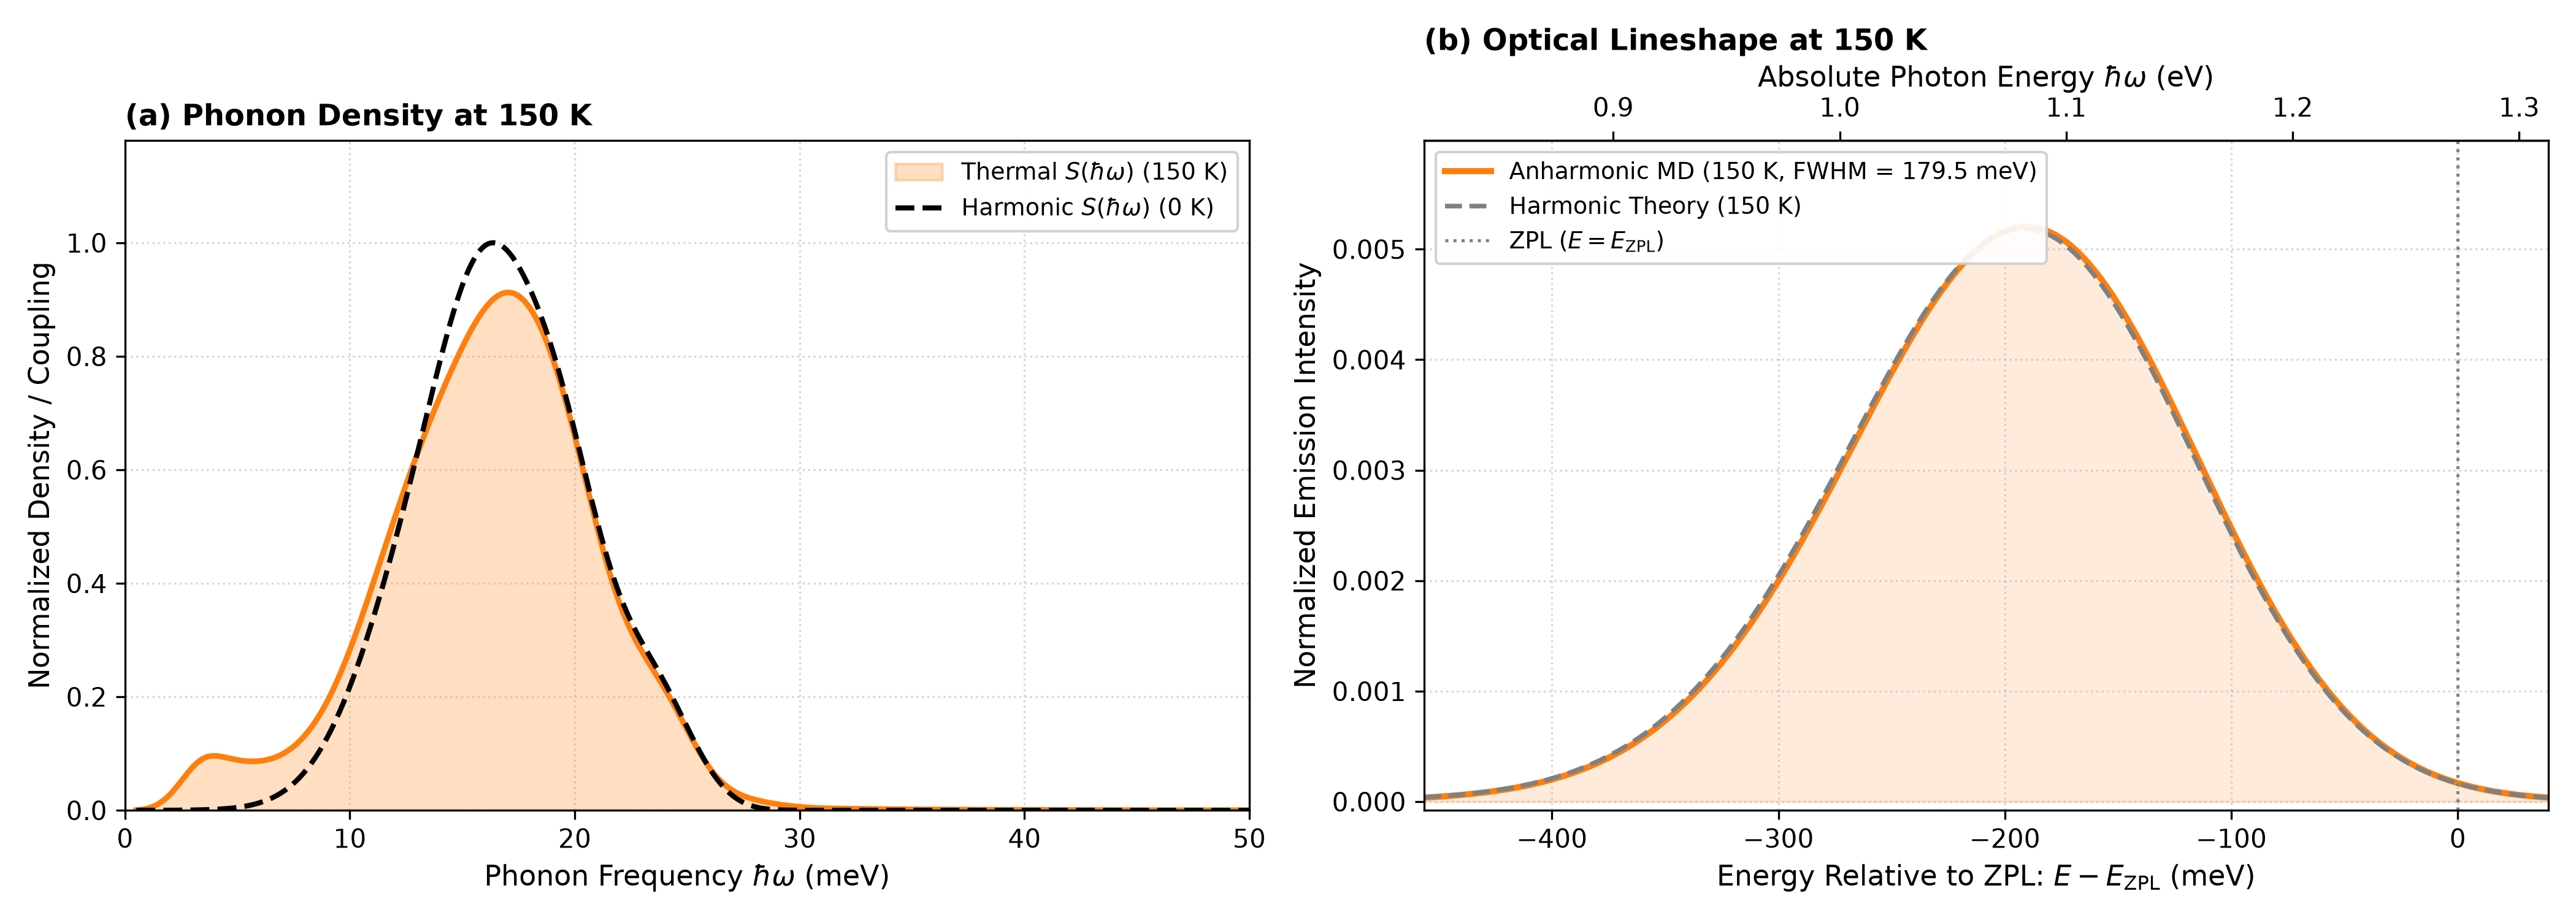 (a) Phonon Density at 150 K
Normalized Density / Coupling
1.0
0.8
0.6
0.4
0.2
0.0
Thermal S(ħω) (150 K)
Harmonic S(ħω) (0 K)
0 10 20 30 40 50
Phonon Frequency ħω (meV)
(b) Optical Lineshape at 150 K
Absolute Photon Energy ħω (eV)
0.9 1.0 1.1 1.2 1.3
Normalized Emission Intensity
0.005
0.004
0.003
0.002
0.001
0.000
Anharmonic MD (150 K, FWHM = 179.5 meV)
Harmonic Theory (150 K)
ZPL (E = E_ZPL)
−400 −300 −200 −100 0
Energy Relative to ZPL: E − E_ZPL (meV)